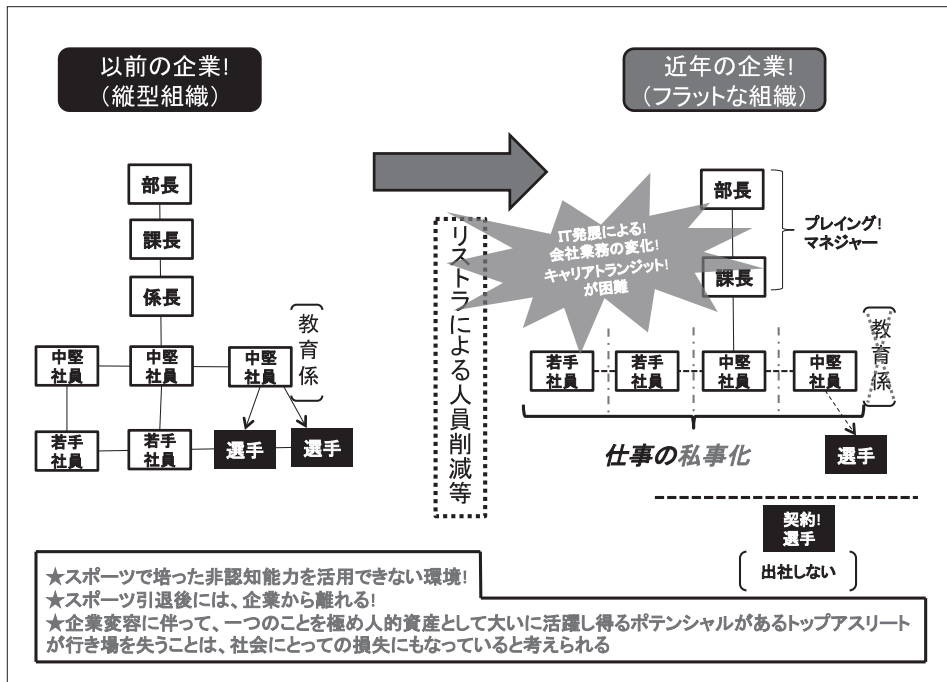 以前の企業!
(縦型組織)
近年の企業!
(フラットな組織)
部長
課長
係長
中堅
社員
中堅
社員
中堅
社員
教育係
若手
社員
若手
社員
選手
選手
リストラによる人員削減等
IT発展による!
会社業務の変化!
キャリアトランジット!
が困難
部長
課長
プレイング!
マネジャー
若手
社員
若手
社員
中堅
社員
中堅
社員
教育係
仕事の私事化
選手
契約!
選手
出社しない
★スポーツで培った非認知能力を活用できない環境!
★スポーツ引退後には、企業から離れる!
★企業変容に伴って、一つのことを極め人的資産として大いに活躍し得るポテンシャルがあるトップアスリート
が行き場を失うことは、社会にとっての損失にもなっていると考えられる